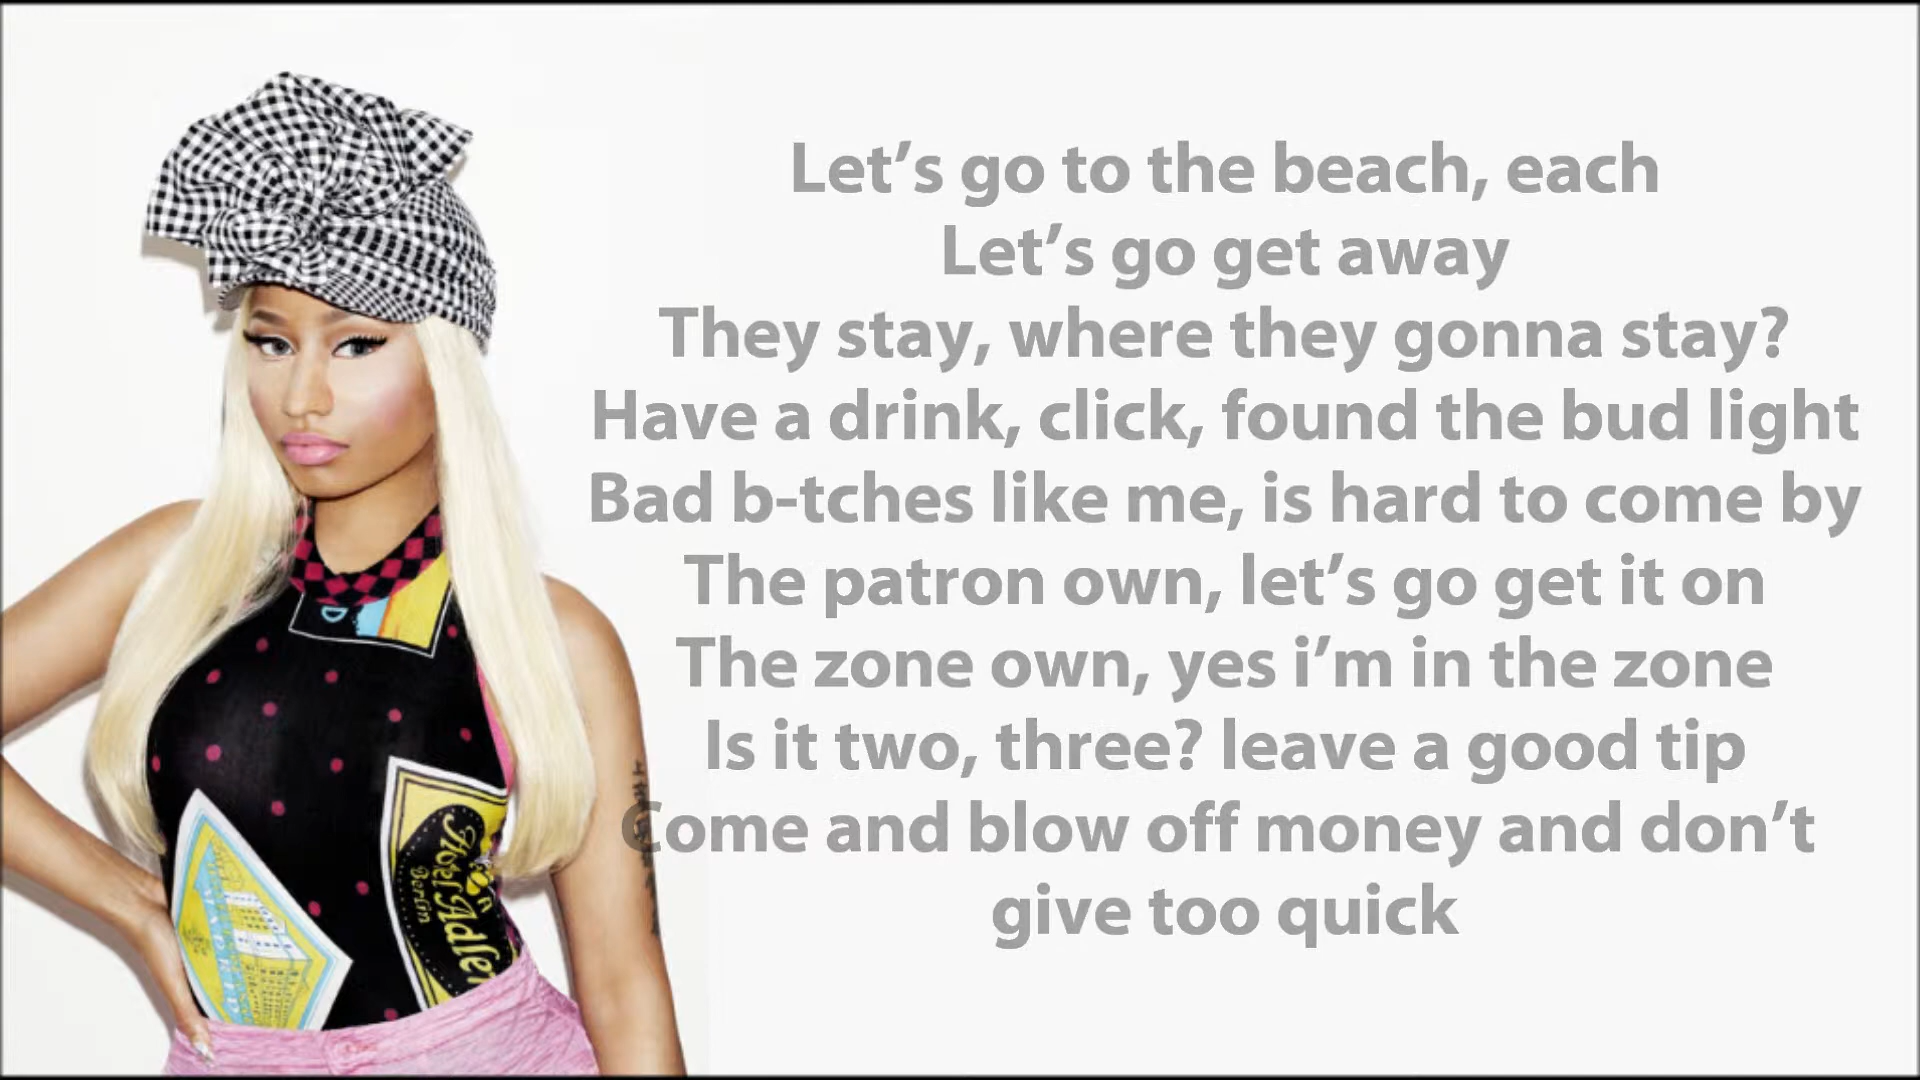 Let's go to the beach, each
Let's go get away
They stay, where they gonna stay?
Have a drink, click, found the bud light
Bad b-tches like me, is hard to come by
The patron own, let's go get it on
The zone own, yes i'm in the zone
Is it two, three? leave a good tip
Come and blow off money and don't
give too quick
D
Hotel Adler
Berlin